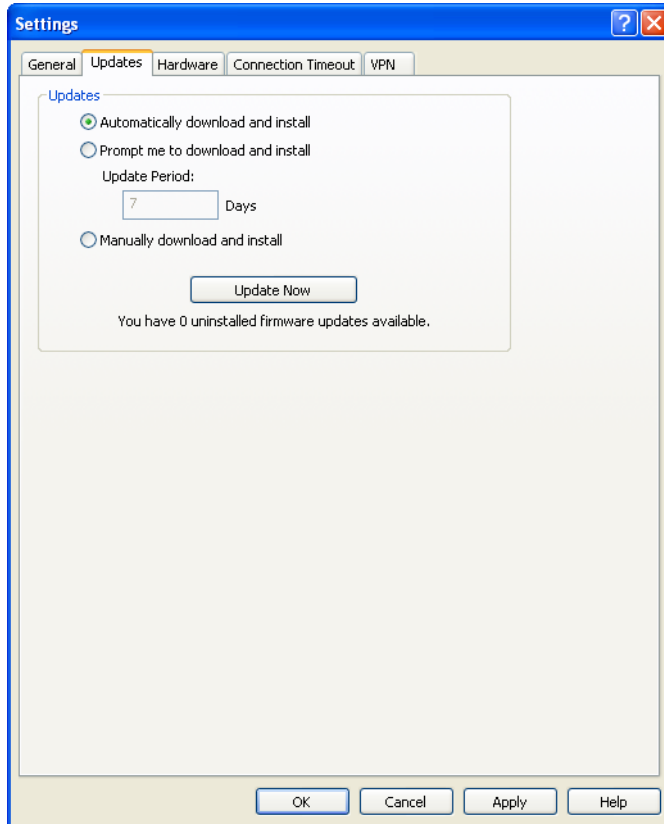 Settings
General Updates Hardware Connection Timeout VPN
Updates
Automatically download and install
Prompt me to download and install
Update Period:
7 Days
Manually download and install
Update Now
You have 0 uninstalled firmware updates available.
OK Cancel Apply Help